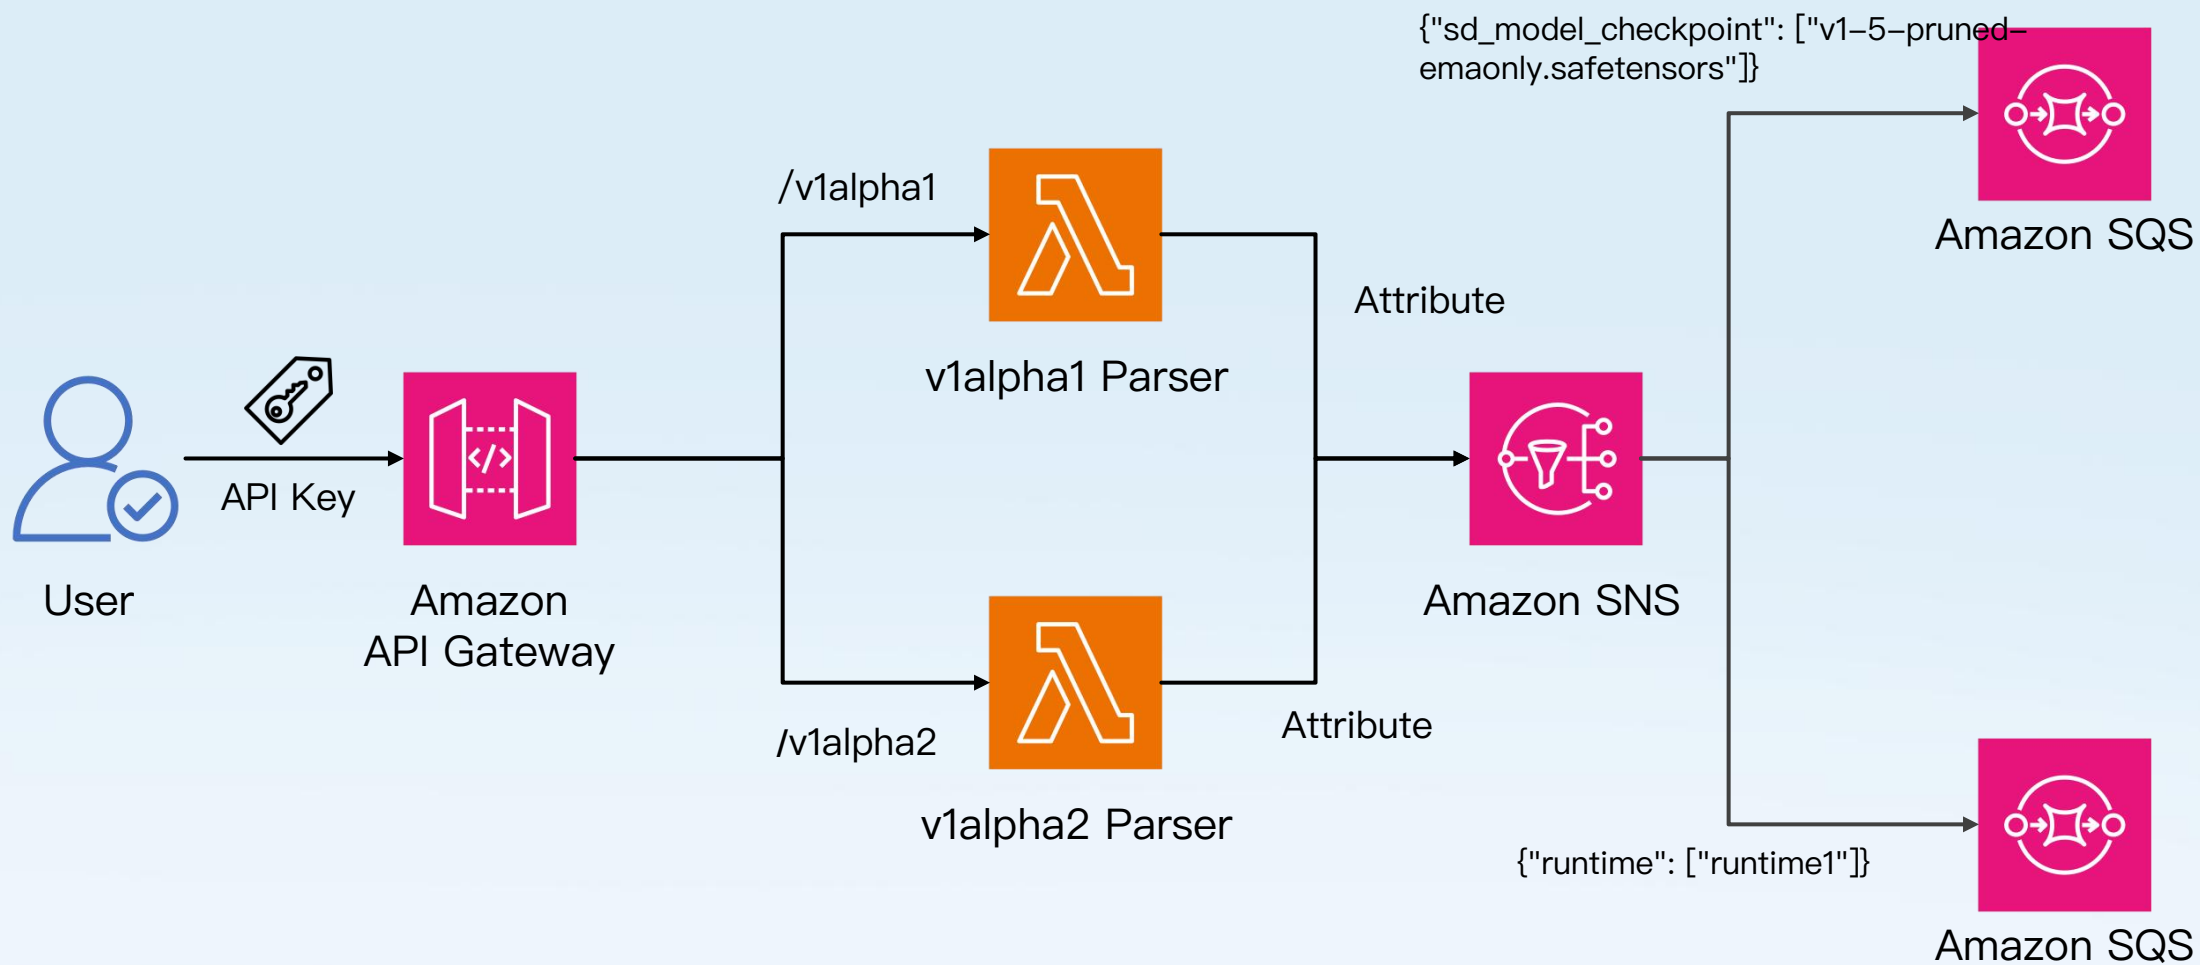 {"sd_model_checkpoint": ["v1-5-pruned-
emaonly.safetensors"]}
Amazon SQS
/v1alpha1
Attribute
v1alpha1 Parser
API Key
User
Amazon
API Gateway
Amazon SNS
/v1alpha2
Attribute
v1alpha2 Parser
{"runtime": ["runtime1"]}
Amazon SQS